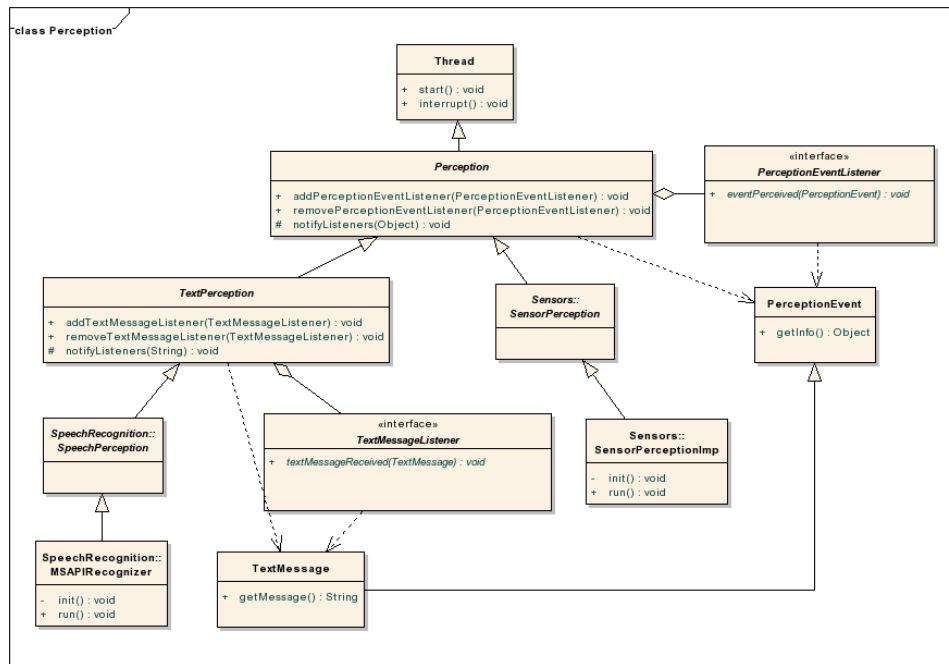 class Perception
Thread
+ start() : void
+ interrupt() : void
Perception
+ addPerceptionEventListener(PerceptionEventListener) : void
+ removePerceptionEventListener(PerceptionEventListener) : void
# notifyListeners(Object) : void
«interface»
PerceptionEventListener
+ eventPerceived(PerceptionEvent) : void
TextPerception
+ addTextMessageListener(TextMessageListener) : void
+ removeTextMessageListener(TextMessageListener) : void
# notifyListeners(String) : void
Sensors::
SensorPerception
PerceptionEvent
+ getInfo() : Object
SpeechRecognition::
SpeechPerception
«interface»
TextMessageListener
+ textMessageReceived(TextMessage) : void
Sensors::
SensorPerceptionImp
- init() : void
+ run() : void
SpeechRecognition::
MSAPIRecognizer
- init() : void
+ run() : void
TextMessage
+ getMessage() : String